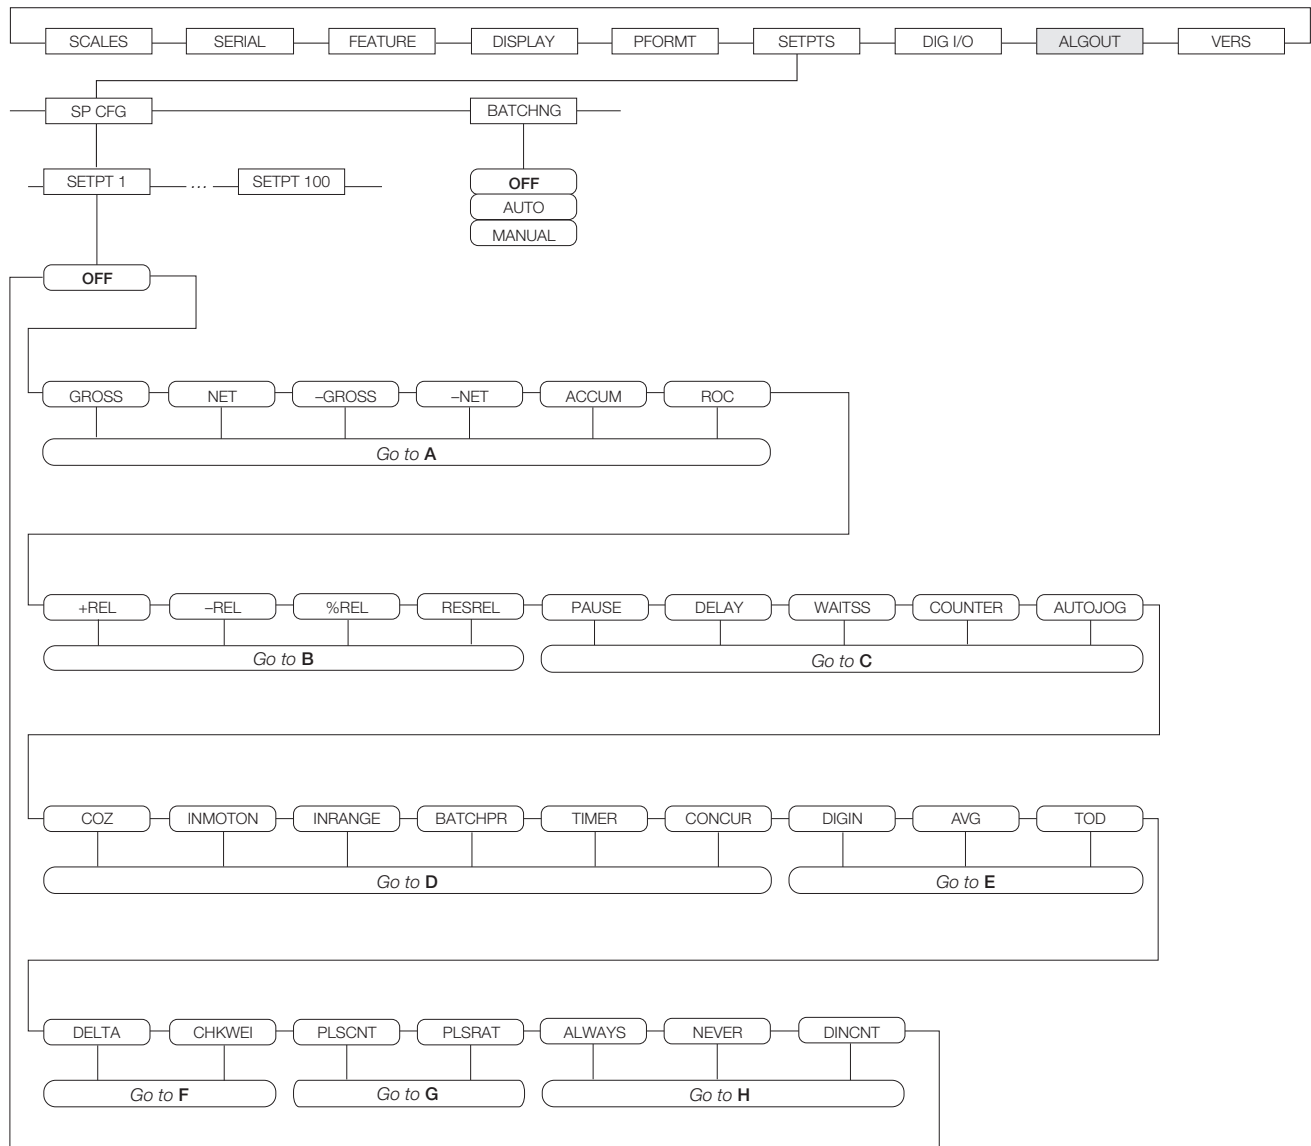 SCALES SERIAL FEATURE DISPLAY PFORMT SETPTS DIG I/O ALGOUT VERS
SP CFG BATCHNG
SETPT 1 ... SETPT 100
OFF
AUTO
MANUAL
OFF
GROSS NET –GROSS –NET ACCUM ROC
Go to A
+REL –REL %REL RESREL PAUSE DELAY WAITSS COUNTER AUTOJOG
Go to B Go to C
COZ INMOTON INRANGE BATCHPR TIMER CONCUR DIGIN AVG TOD
Go to D Go to E
DELTA CHKWEI PLSCNT PLSRAT ALWAYS NEVER DINCNT
Go to F Go to G Go to H